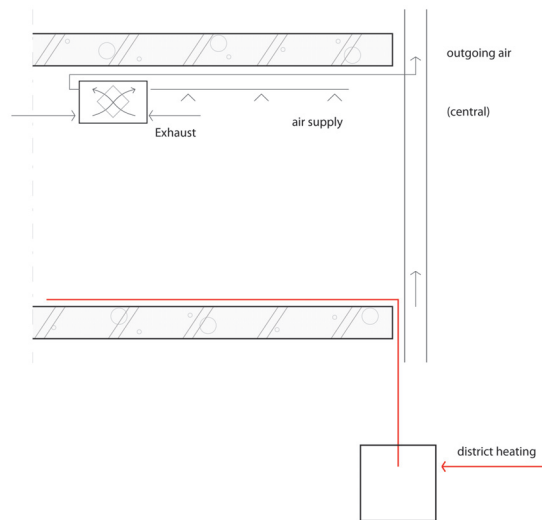 outgoing air
(central)
Exhaust
air supply
district heating